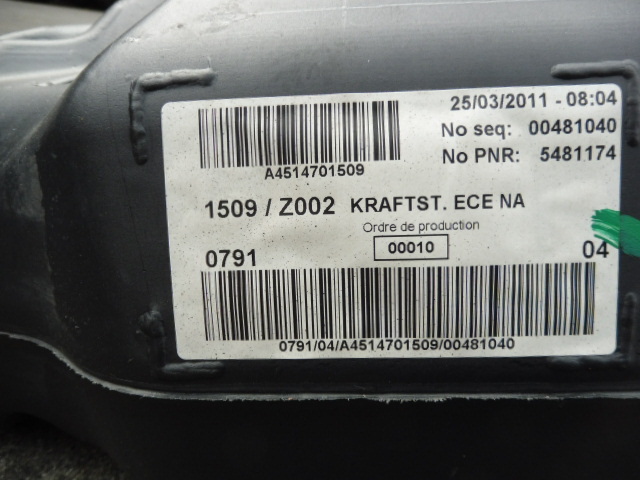 25/03/2011 - 08:04
No seq: 00481040
No PNR: 5481174
A4514701509
1509 / Z002 KRAFTST. ECE NA
Ordre de production
0791 00010 04
0791/04/A4514701509/00481040